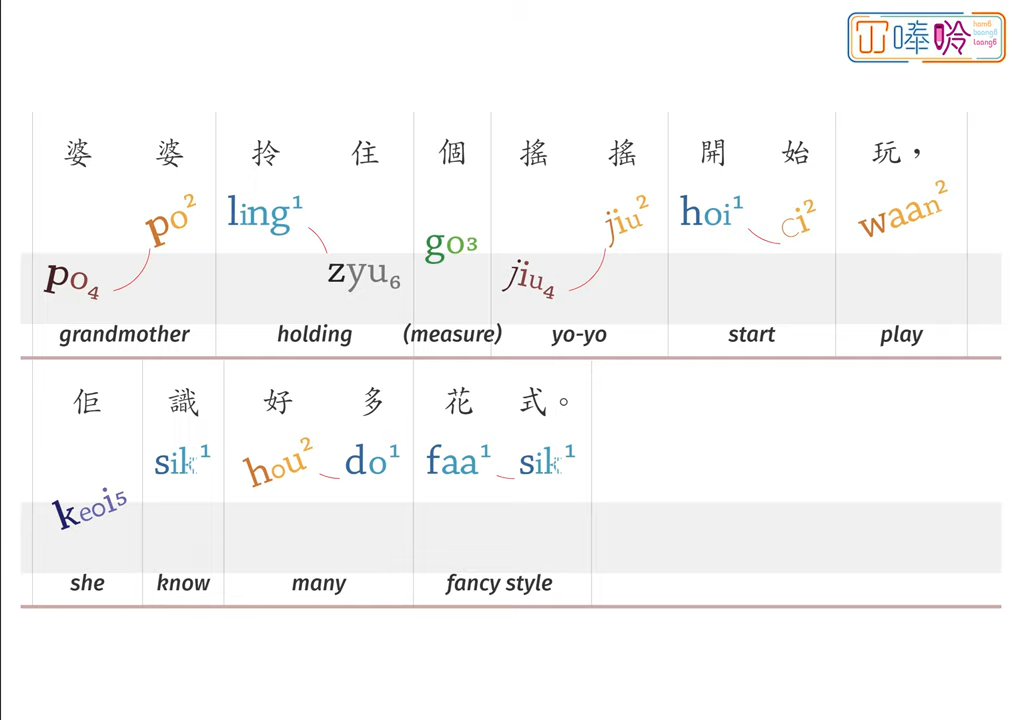 冚唪唥 ham6 baang6 laang6
婆 婆 拎 住 個 搖 搖 開 始 玩，
po4 po2 ling1 zyu6 go3 jiu4 jiu2 hoi1 ci2 waan2
grandmother holding (measure) yo-yo start play
佢 識 好 多 花 式。
keoi5 sik1 hou2 do1 faa1 sik1
she know many fancy style